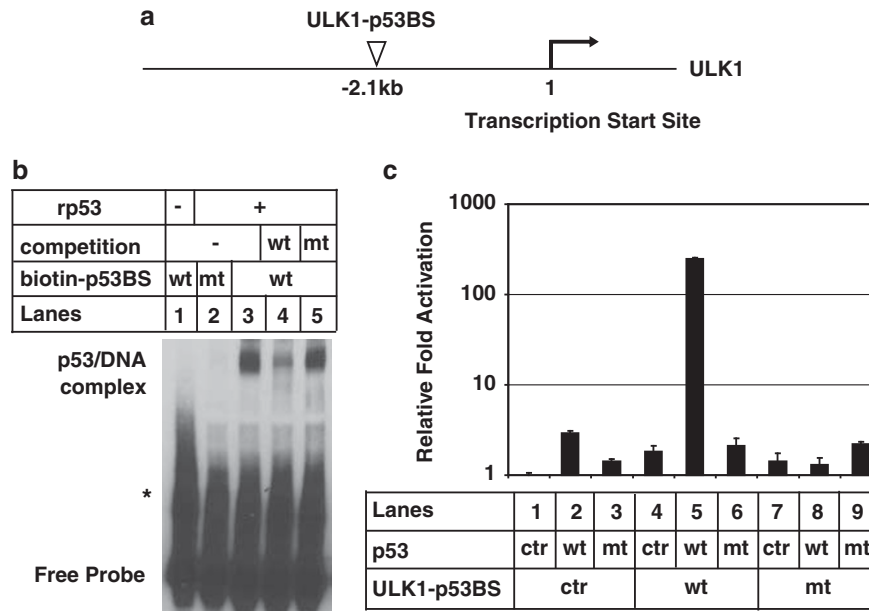 a
ULK1-p53BS
-2.1kb
1
ULK1
Transcription Start Site
b
rp53 - +
competition - wt mt
biotin-p53BS wt mt wt
Lanes 1 2 3 4 5
p53/DNA
complex
*
Free Probe
c
Relative Fold Activation
1000
100
10
1
Lanes 1 2 3 4 5 6 7 8 9
p53 ctr wt mt ctr wt mt ctr wt mt
ULK1-p53BS ctr wt mt